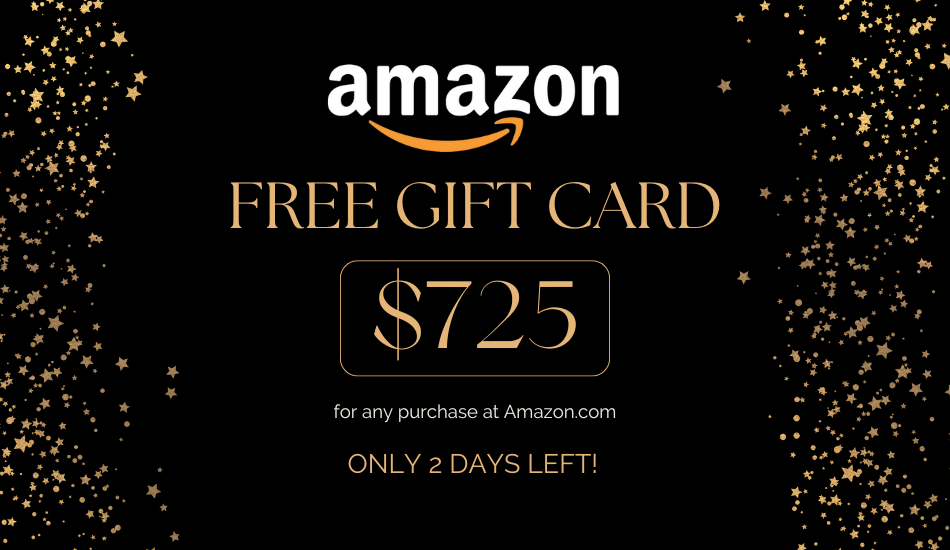 amazon
FREE GIFT CARD
$725
for any purchase at Amazon.com
ONLY 2 DAYS LEFT!